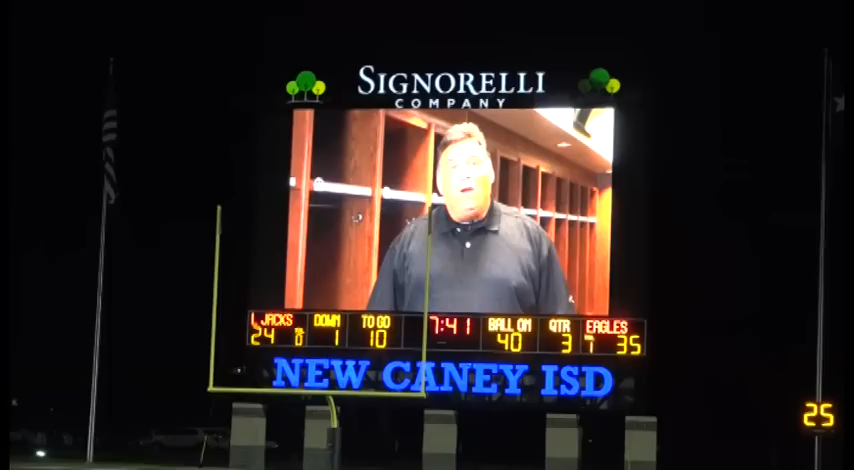 SIGNORELLI
COMPANY
L JACKS DOWN TO GO 7:41 BALL ON QTR EAGLES
24 1 10 40 3 35
NEW CANEY ISD
25